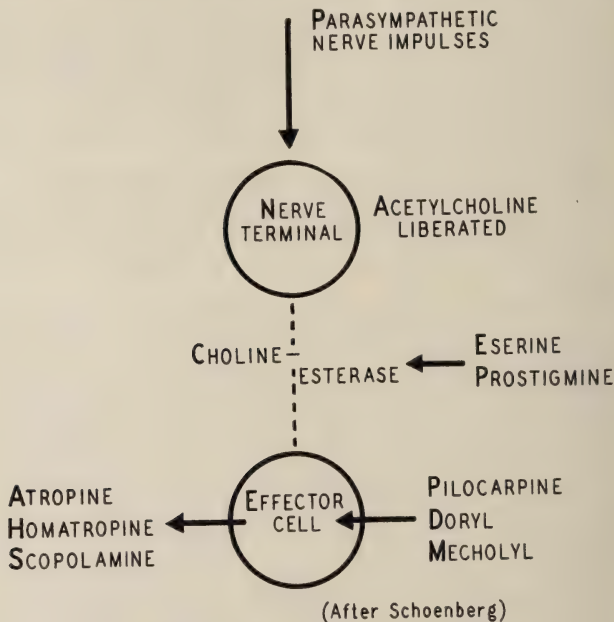 PARASYMPATHETIC
NERVE IMPULSES
NERVE
TERMINAL
ACETYLCHOLINE
LIBERATED
CHOLINE-
ESTERASE
ESERINE
PROSTIGMINE
ATROPINE
HOMATROPINE
SCOPOLAMINE
EFFECTOR
CELL
PILOCARPINE
DORYL
MECHOLYL
(After Schoenberg)